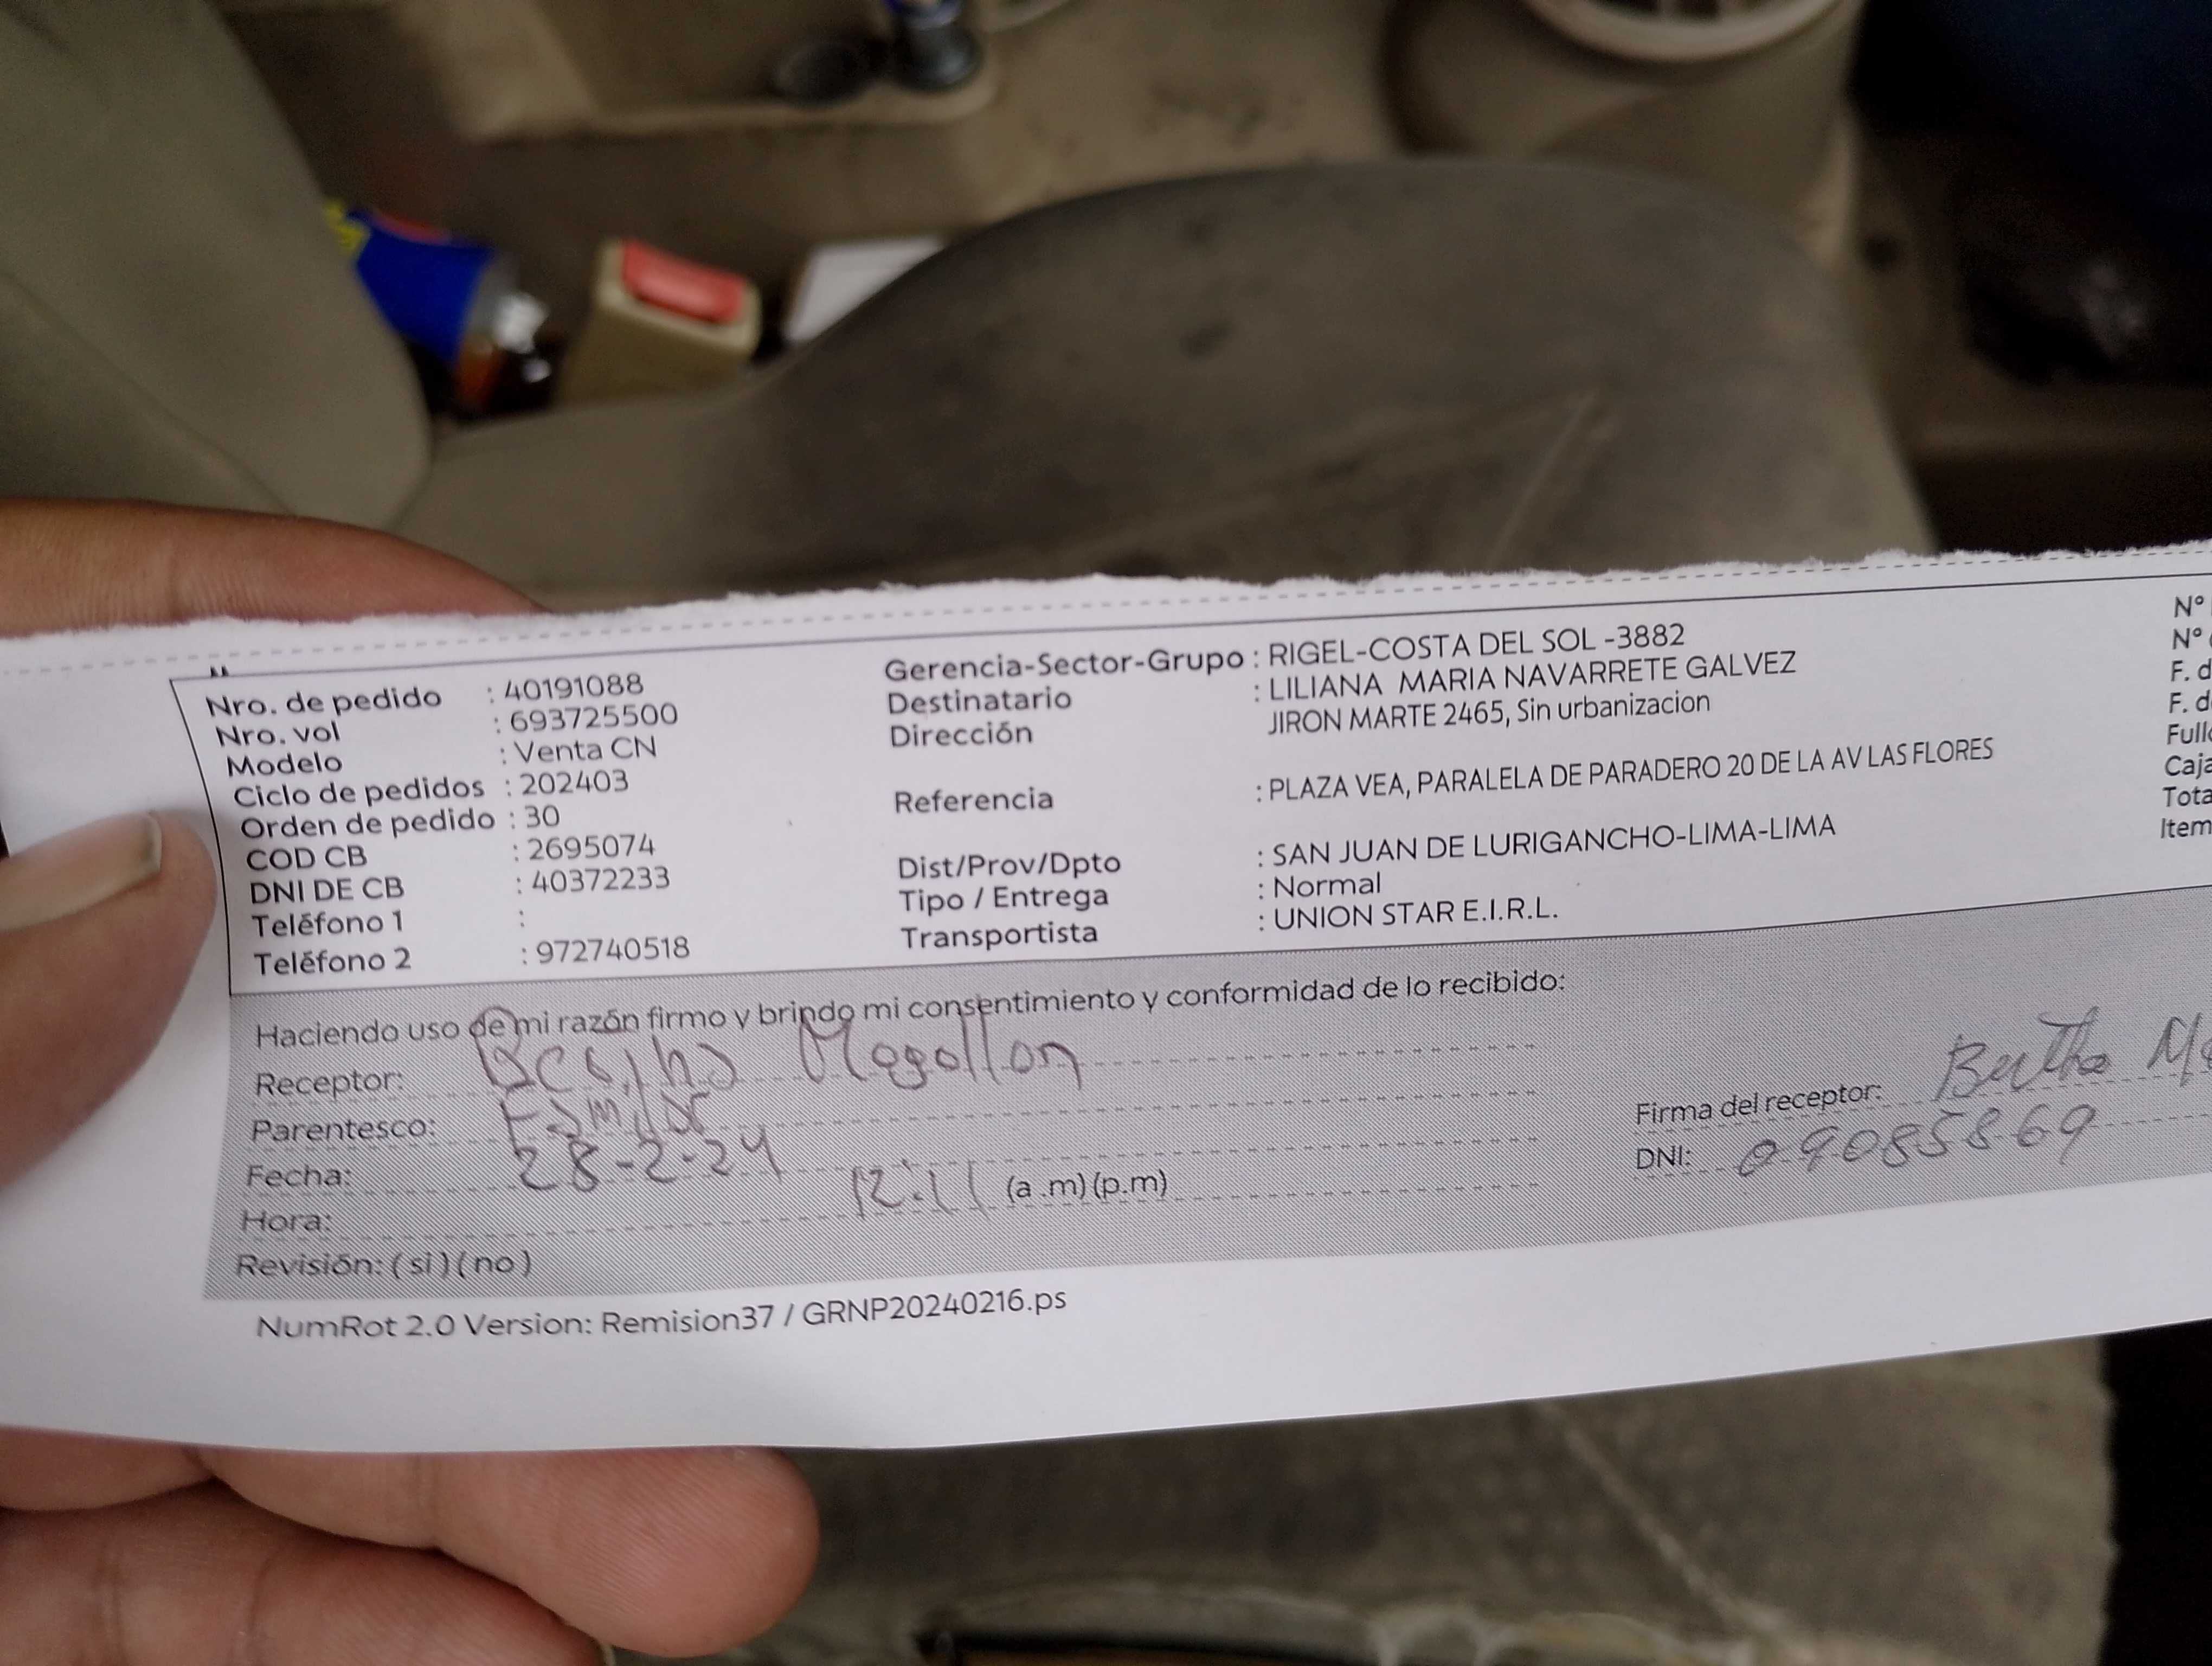 Nro. de pedido : 40191088
Nro. vol : 693725500
Modelo : Venta CN
Ciclo de pedidos : 202403
Orden de pedido : 30
COD CB : 2695074
DNI DE CB : 40372233
Teléfono 1 :
Teléfono 2 : 972740518
Gerencia-Sector-Grupo : RIGEL-COSTA DEL SOL -3882
Destinatario : LILIANA MARIA NAVARRETE GALVEZ
Dirección JIRON MARTE 2465, Sin urbanizacion
Referencia : PLAZA VEA, PARALELA DE PARADERO 20 DE LA AV LAS FLORES
Dist/Prov/Dpto : SAN JUAN DE LURIGANCHO-LIMA-LIMA
Tipo / Entrega : Normal
Transportista : UNION STAR E.I.R.L.
N°
N°
F. d
F. d
Caja
Tota
Item
Haciendo uso de mi razón firmo y brindo mi consentimiento y conformidad de lo recibido:
Receptor: Mogollon
Parentesco: Familiar
Fecha: 28-2-24
Hora: 12:11 (a .m) (p.m)
Revisión: ( si ) ( no )
Firma del receptor: Bertha
DNI: 09085869
NumRot 2.0 Version: Remision37 / GRNP20240216.ps